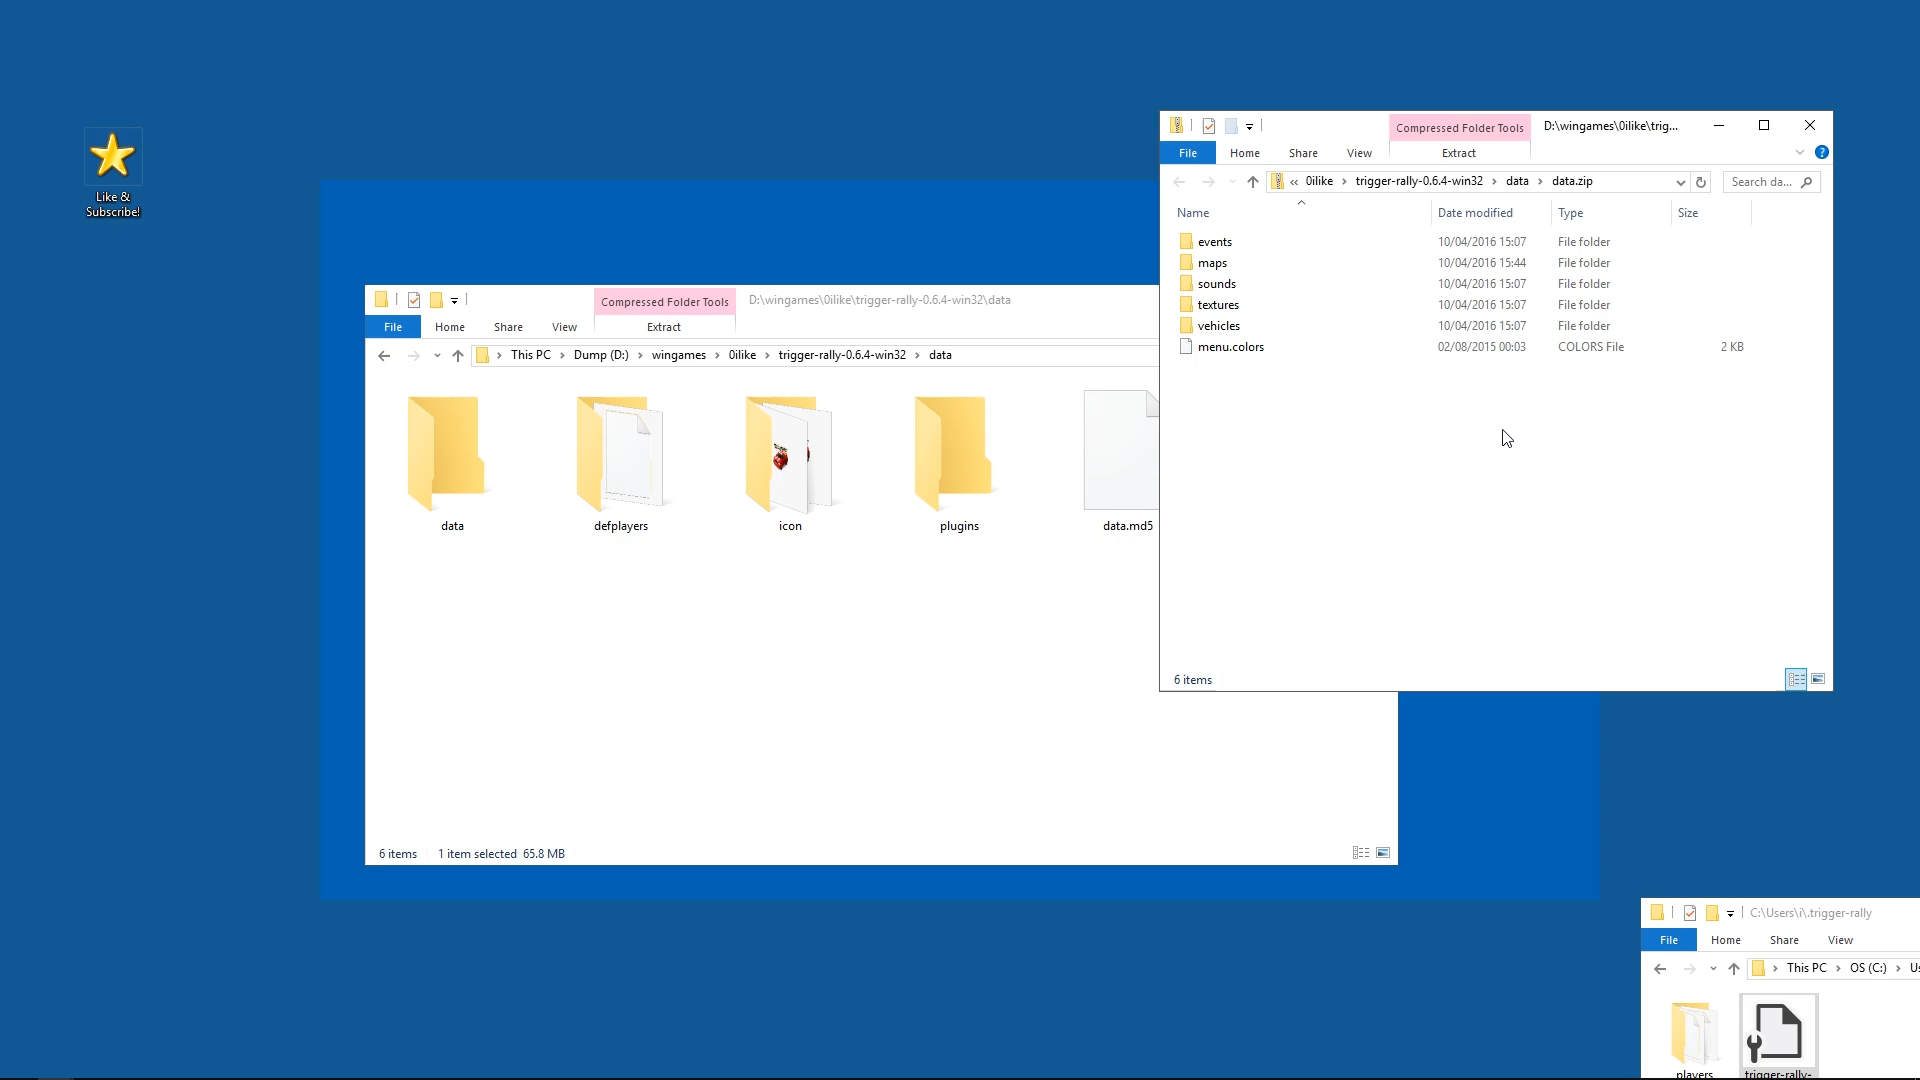 Like &
Subscribe!
Compressed Folder Tools
D:\wingames\0ilike\trig...
File Home Share View Extract
« 0ilike › trigger-rally-0.6.4-win32 › data › data.zip
Search da...
Name Date modified Type Size
events 10/04/2016 15:07 File folder
maps 10/04/2016 15:44 File folder
sounds 10/04/2016 15:07 File folder
textures 10/04/2016 15:07 File folder
vehicles 10/04/2016 15:07 File folder
menu.colors 02/08/2015 00:03 COLORS File 2 KB
6 items
Compressed Folder Tools
D:\wingames\0ilike\trigger-rally-0.6.4-win32\data
File Home Share View Extract
This PC › Dump (D:) › wingames › 0ilike › trigger-rally-0.6.4-win32 › data
data defplayers icon plugins data.md5
6 items 1 item selected 65.8 MB
C:\Users\i\.trigger-rally
File Home Share View
This PC › OS (C:) › Us
players trigger-rally-